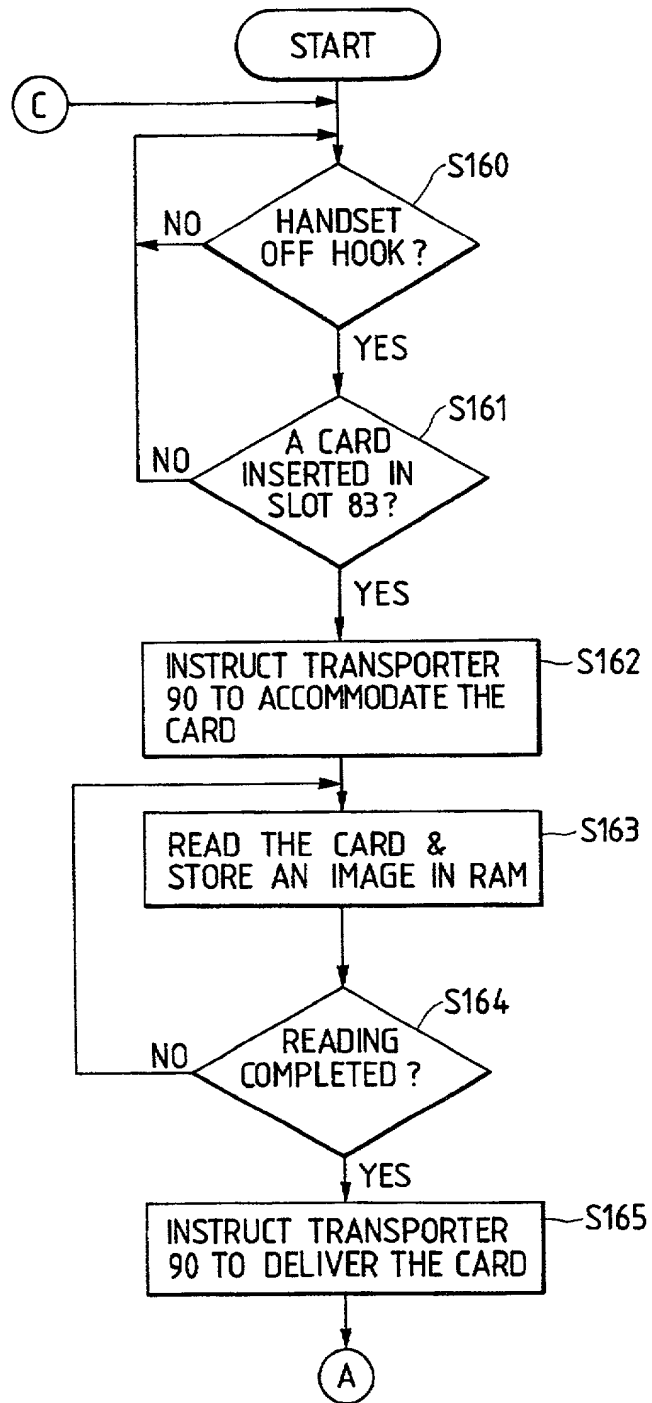 START
C
S160
HANDSET
OFF HOOK?
NO
YES
S161
A CARD
INSERTED IN
SLOT 83?
NO
YES
INSTRUCT TRANSPORTER
90 TO ACCOMMODATE THE
CARD
S162
READ THE CARD &
STORE AN IMAGE IN RAM
S163
S164
READING
COMPLETED?
NO
YES
INSTRUCT TRANSPORTER
90 TO DELIVER THE CARD
S165
A